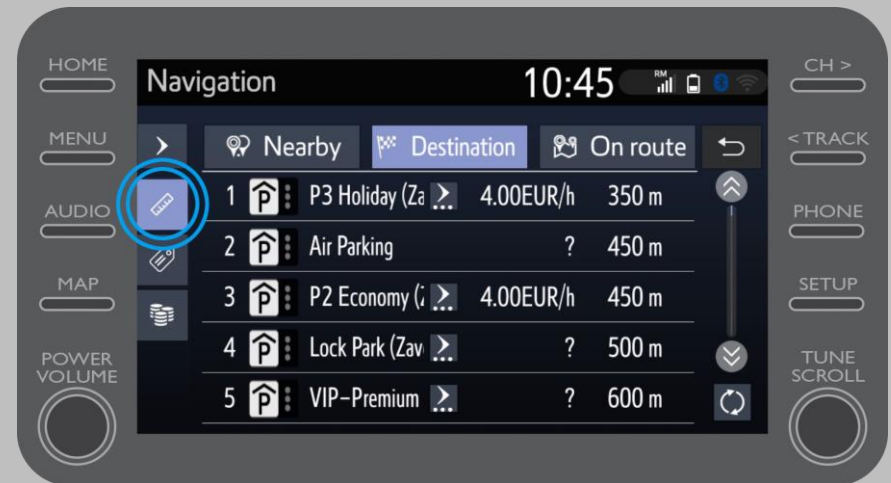 HOME
MENU
AUDIO
MAP
POWER
VOLUME
Navigation 10:45 RM
Nearby Destination On route
1 P P3 Holiday (Za 4.00EUR/h 350 m
2 P Air Parking ? 450 m
3 P P2 Economy (Z 4.00EUR/h 450 m
4 P Lock Park (Zav ? 500 m
5 P VIP-Premium ? 600 m
CH >
< TRACK
PHONE
SETUP
TUNE
SCROLL